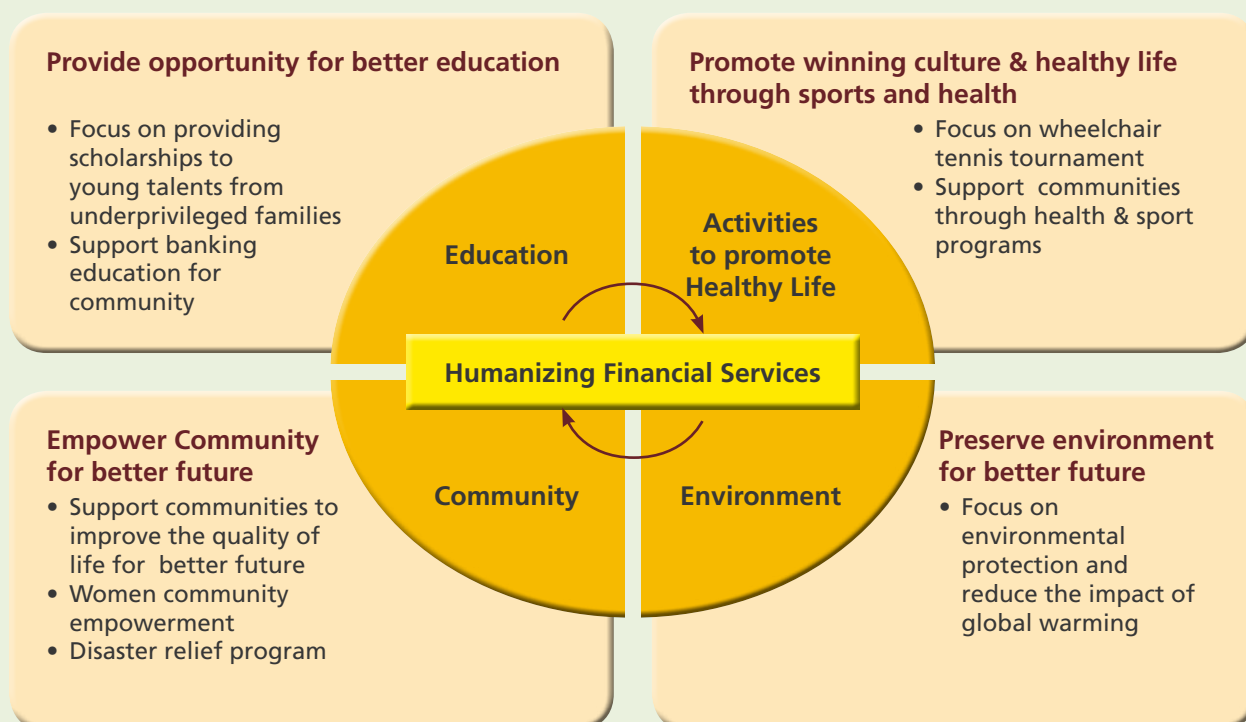 Provide opportunity for better education
• Focus on providing
scholarships to
young talents from
underprivileged families
• Support banking
education for
community
Promote winning culture & healthy life
through sports and health
• Focus on wheelchair
tennis tournament
• Support communities
through health & sport
programs
Education
Activities
to promote
Healthy Life
Humanizing Financial Services
Community
Environment
Empower Community
for better future
• Support communities to
improve the quality of
life for better future
• Women community
empowerment
• Disaster relief program
Preserve environment
for better future
• Focus on
environmental
protection and
reduce the impact of
global warming